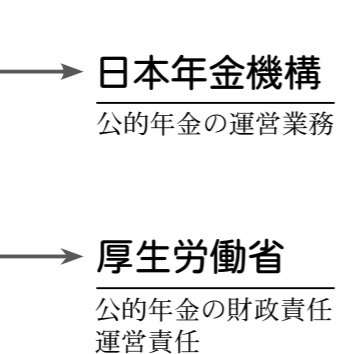 日本年金機構
公的年金の運営業務
厚生労働省
公的年金の財政責任
運営責任